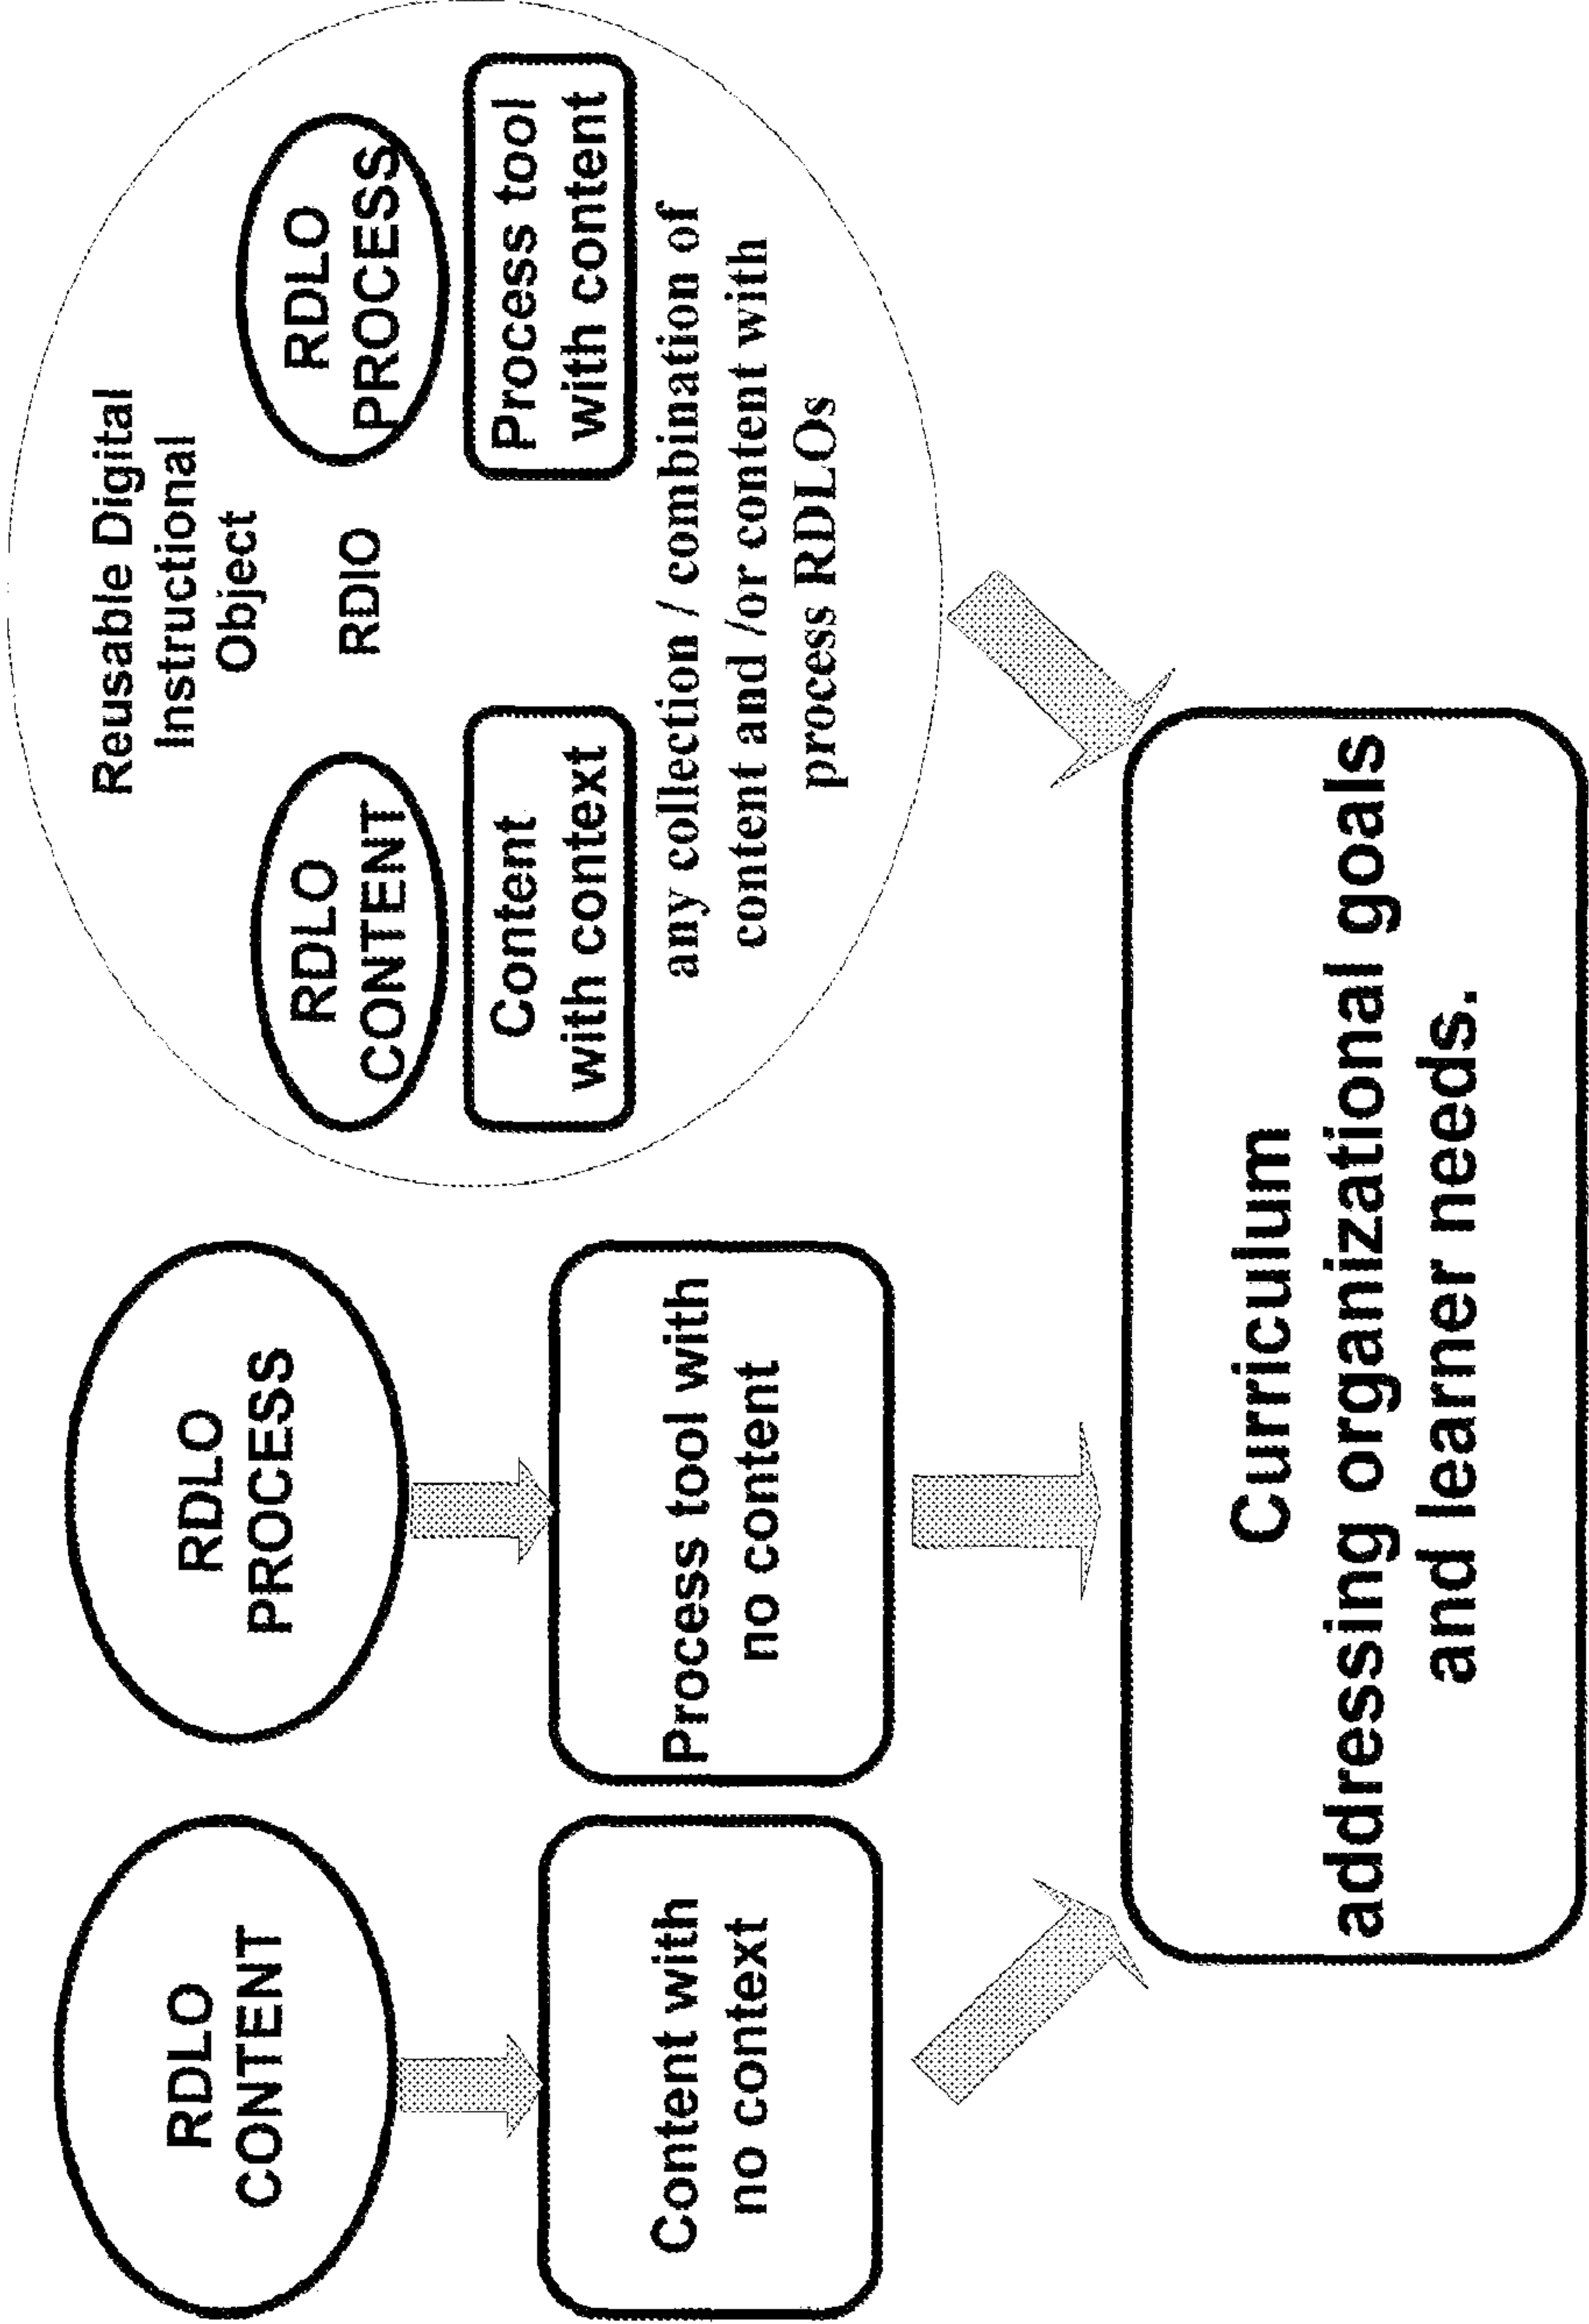 RDLO
CONTENT
Content with
no context
RDLO
PROCESS
Process tool with
no content
Reusable Digital
Instructional
Object
RDIO
RDLO
CONTENT
Content
with context
RDLO
PROCESS
Process tool
with content
any collection / combination of
content and /or content with
process RDLOs
Curriculum
addressing organizational goals
and learner needs.